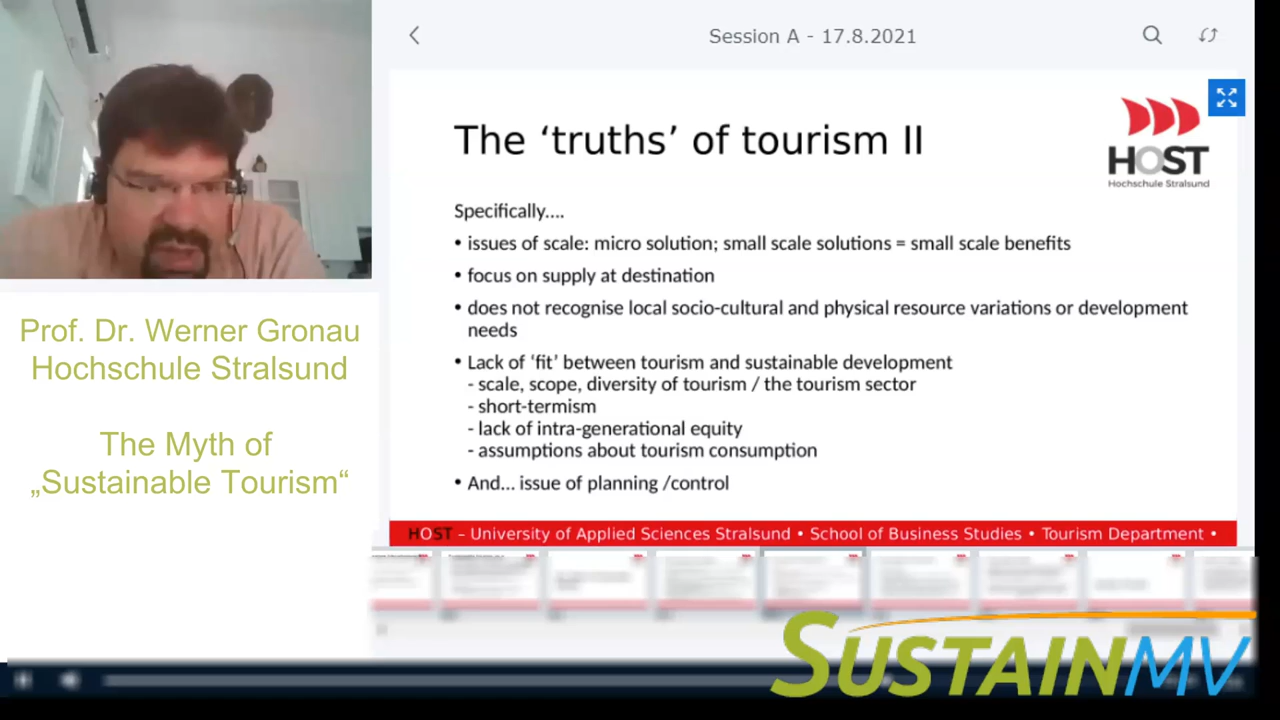 Session A - 17.8.2021
The ‘truths’ of tourism II
HOST
Hochschule Stralsund
Specifically....
• issues of scale: micro solution; small scale solutions = small scale benefits
• focus on supply at destination
• does not recognise local socio-cultural and physical resource variations or development
needs
• Lack of ‘fit’ between tourism and sustainable development
- scale, scope, diversity of tourism / the tourism sector
- short-termism
- lack of intra-generational equity
- assumptions about tourism consumption
• And... issue of planning /control
HOST – University of Applied Sciences Stralsund • School of Business Studies • Tourism Department •
Prof. Dr. Werner Gronau
Hochschule Stralsund
The Myth of
„Sustainable Tourism“
SUSTAINMV